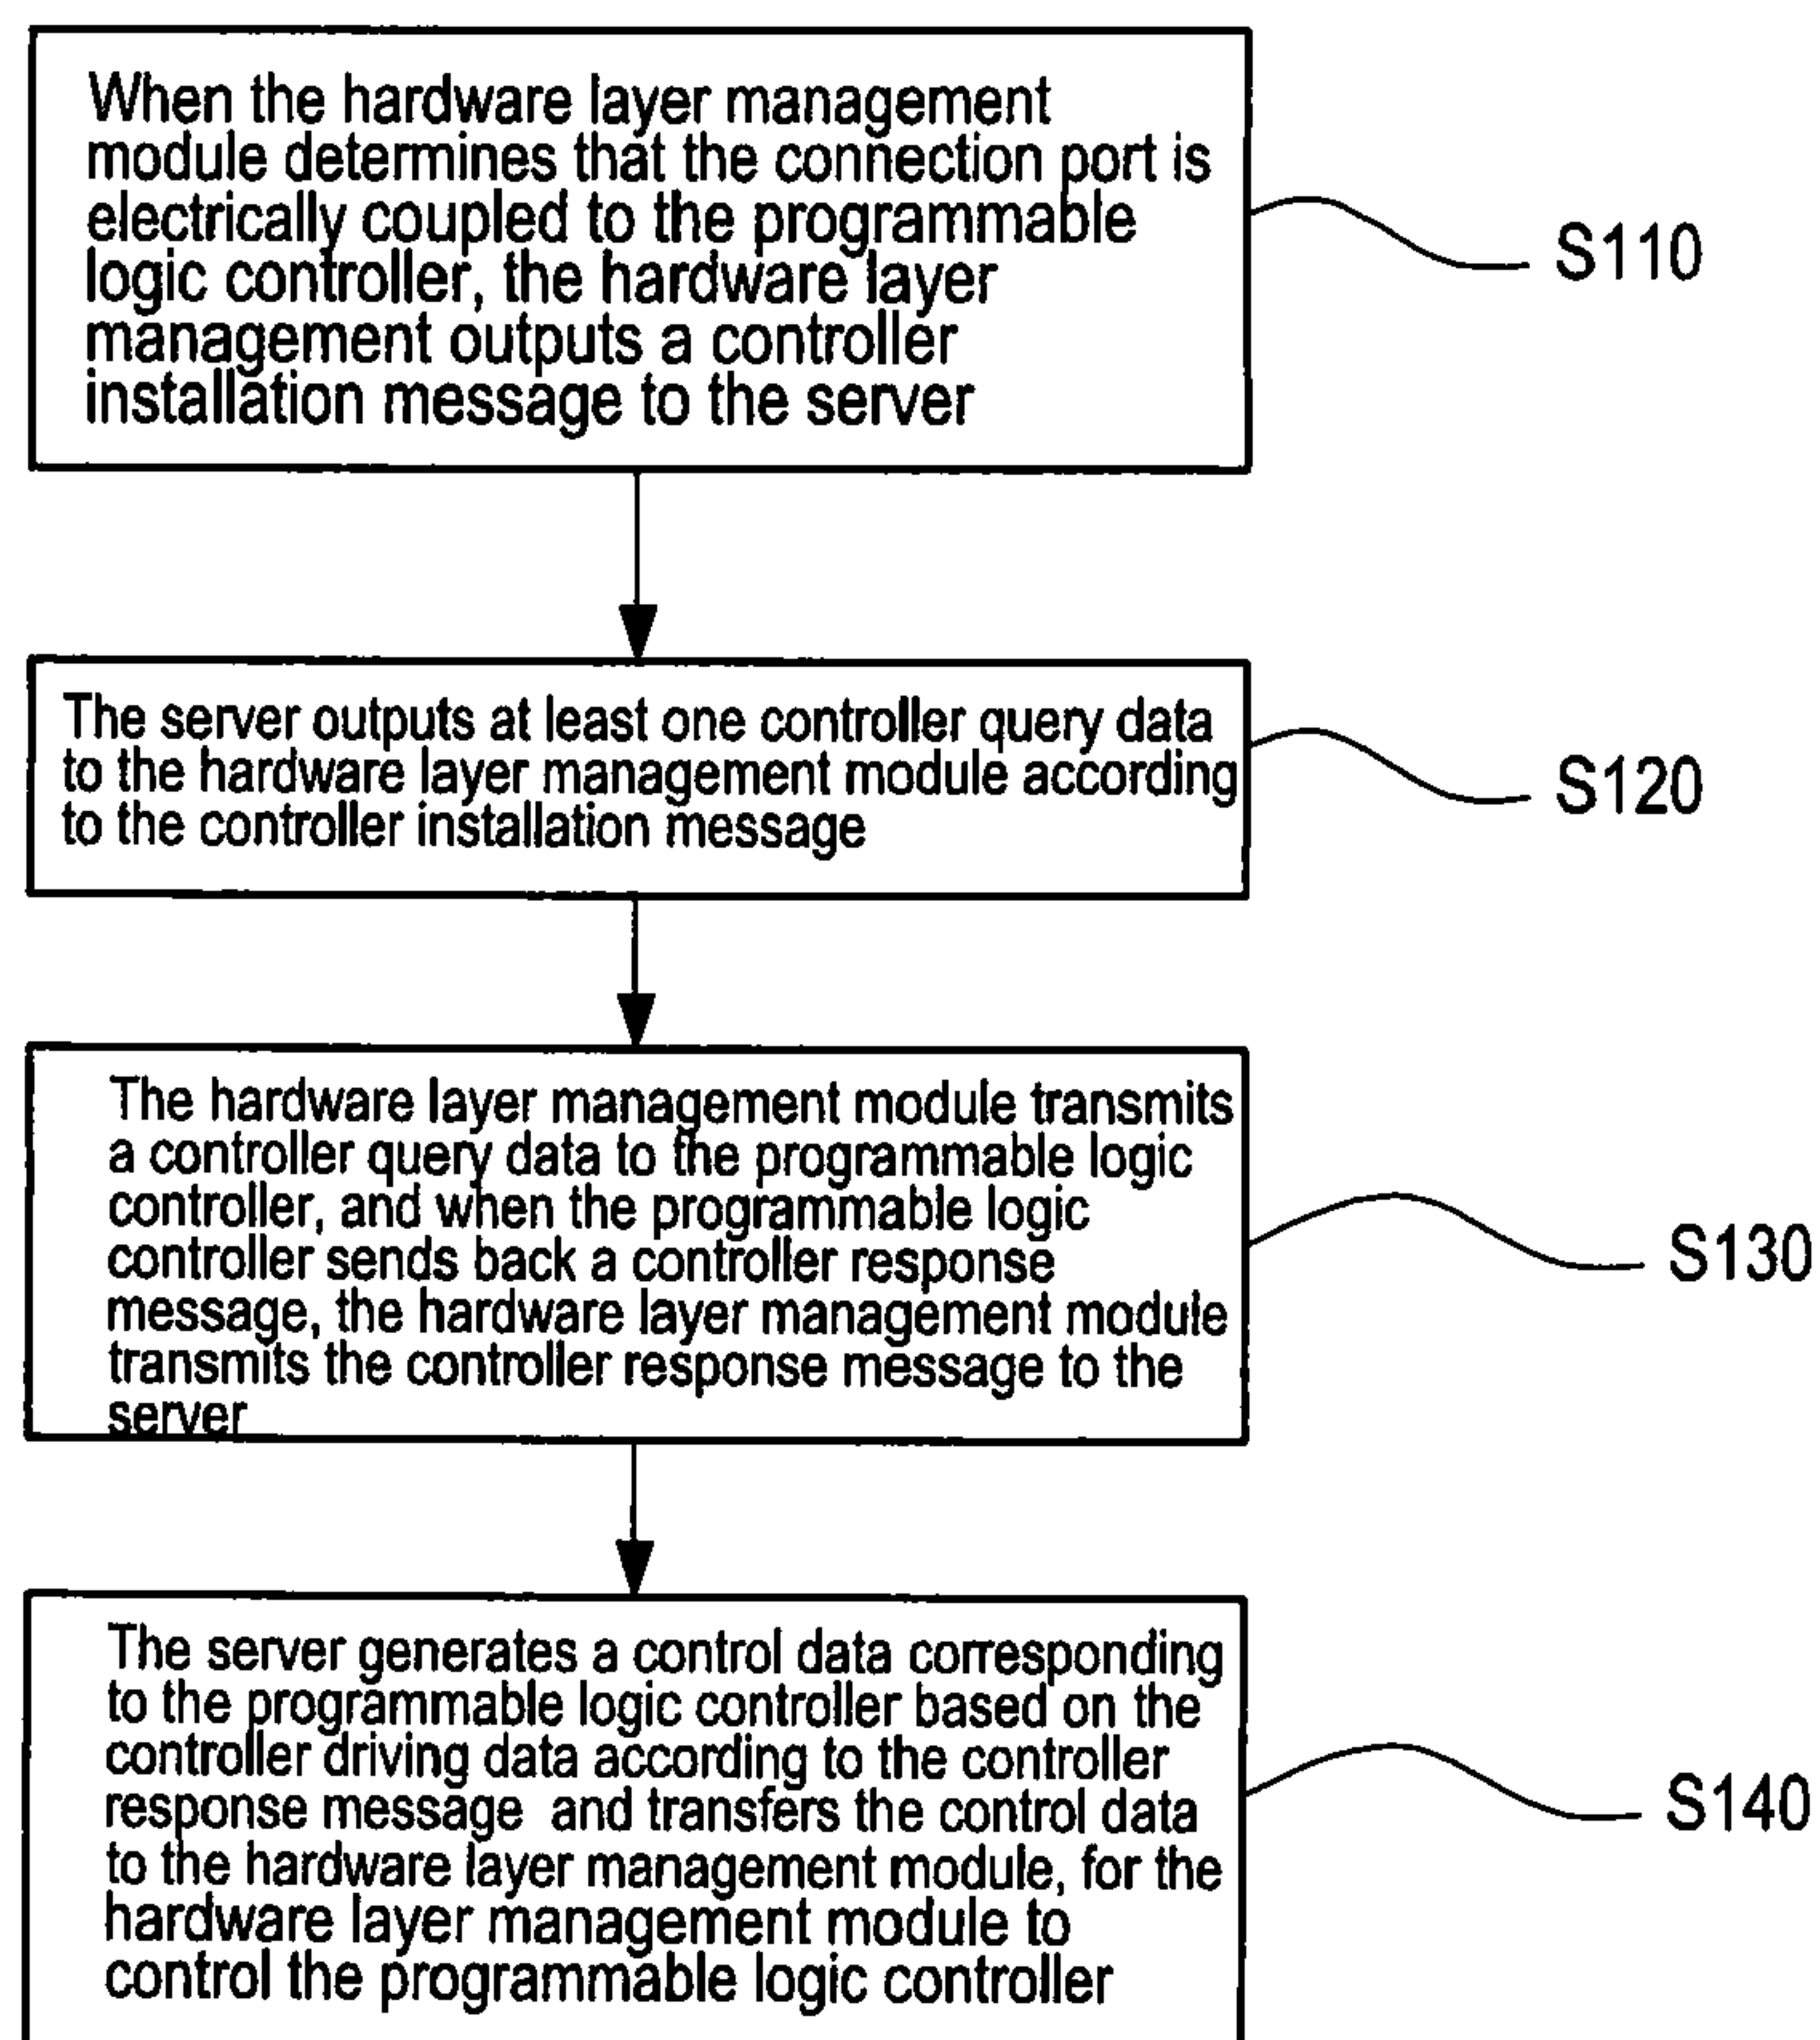 When the hardware layer management
module determines that the connection port is
electrically coupled to the programmable
logic controller, the hardware layer
management outputs a controller
installation message to the server
S110
The server outputs at least one controller query data
to the hardware layer management module according
to the controller installation message
S120
The hardware layer management module transmits
a controller query data to the programmable logic
controller, and when the programmable logic
controller sends back a controller response
message, the hardware layer management module
transmits the controller response message to the
server
S130
The server generates a control data corresponding
to the programmable logic controller based on the
controller driving data according to the controller
response message and transfers the control data
to the hardware layer management module, for the
hardware layer management module to
control the programmable logic controller
S140